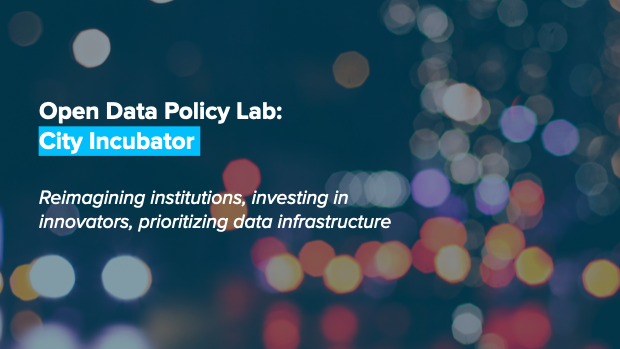 Open Data Policy Lab:
City Incubator
Reimagining institutions, investing in
innovators, prioritizing data infrastructure